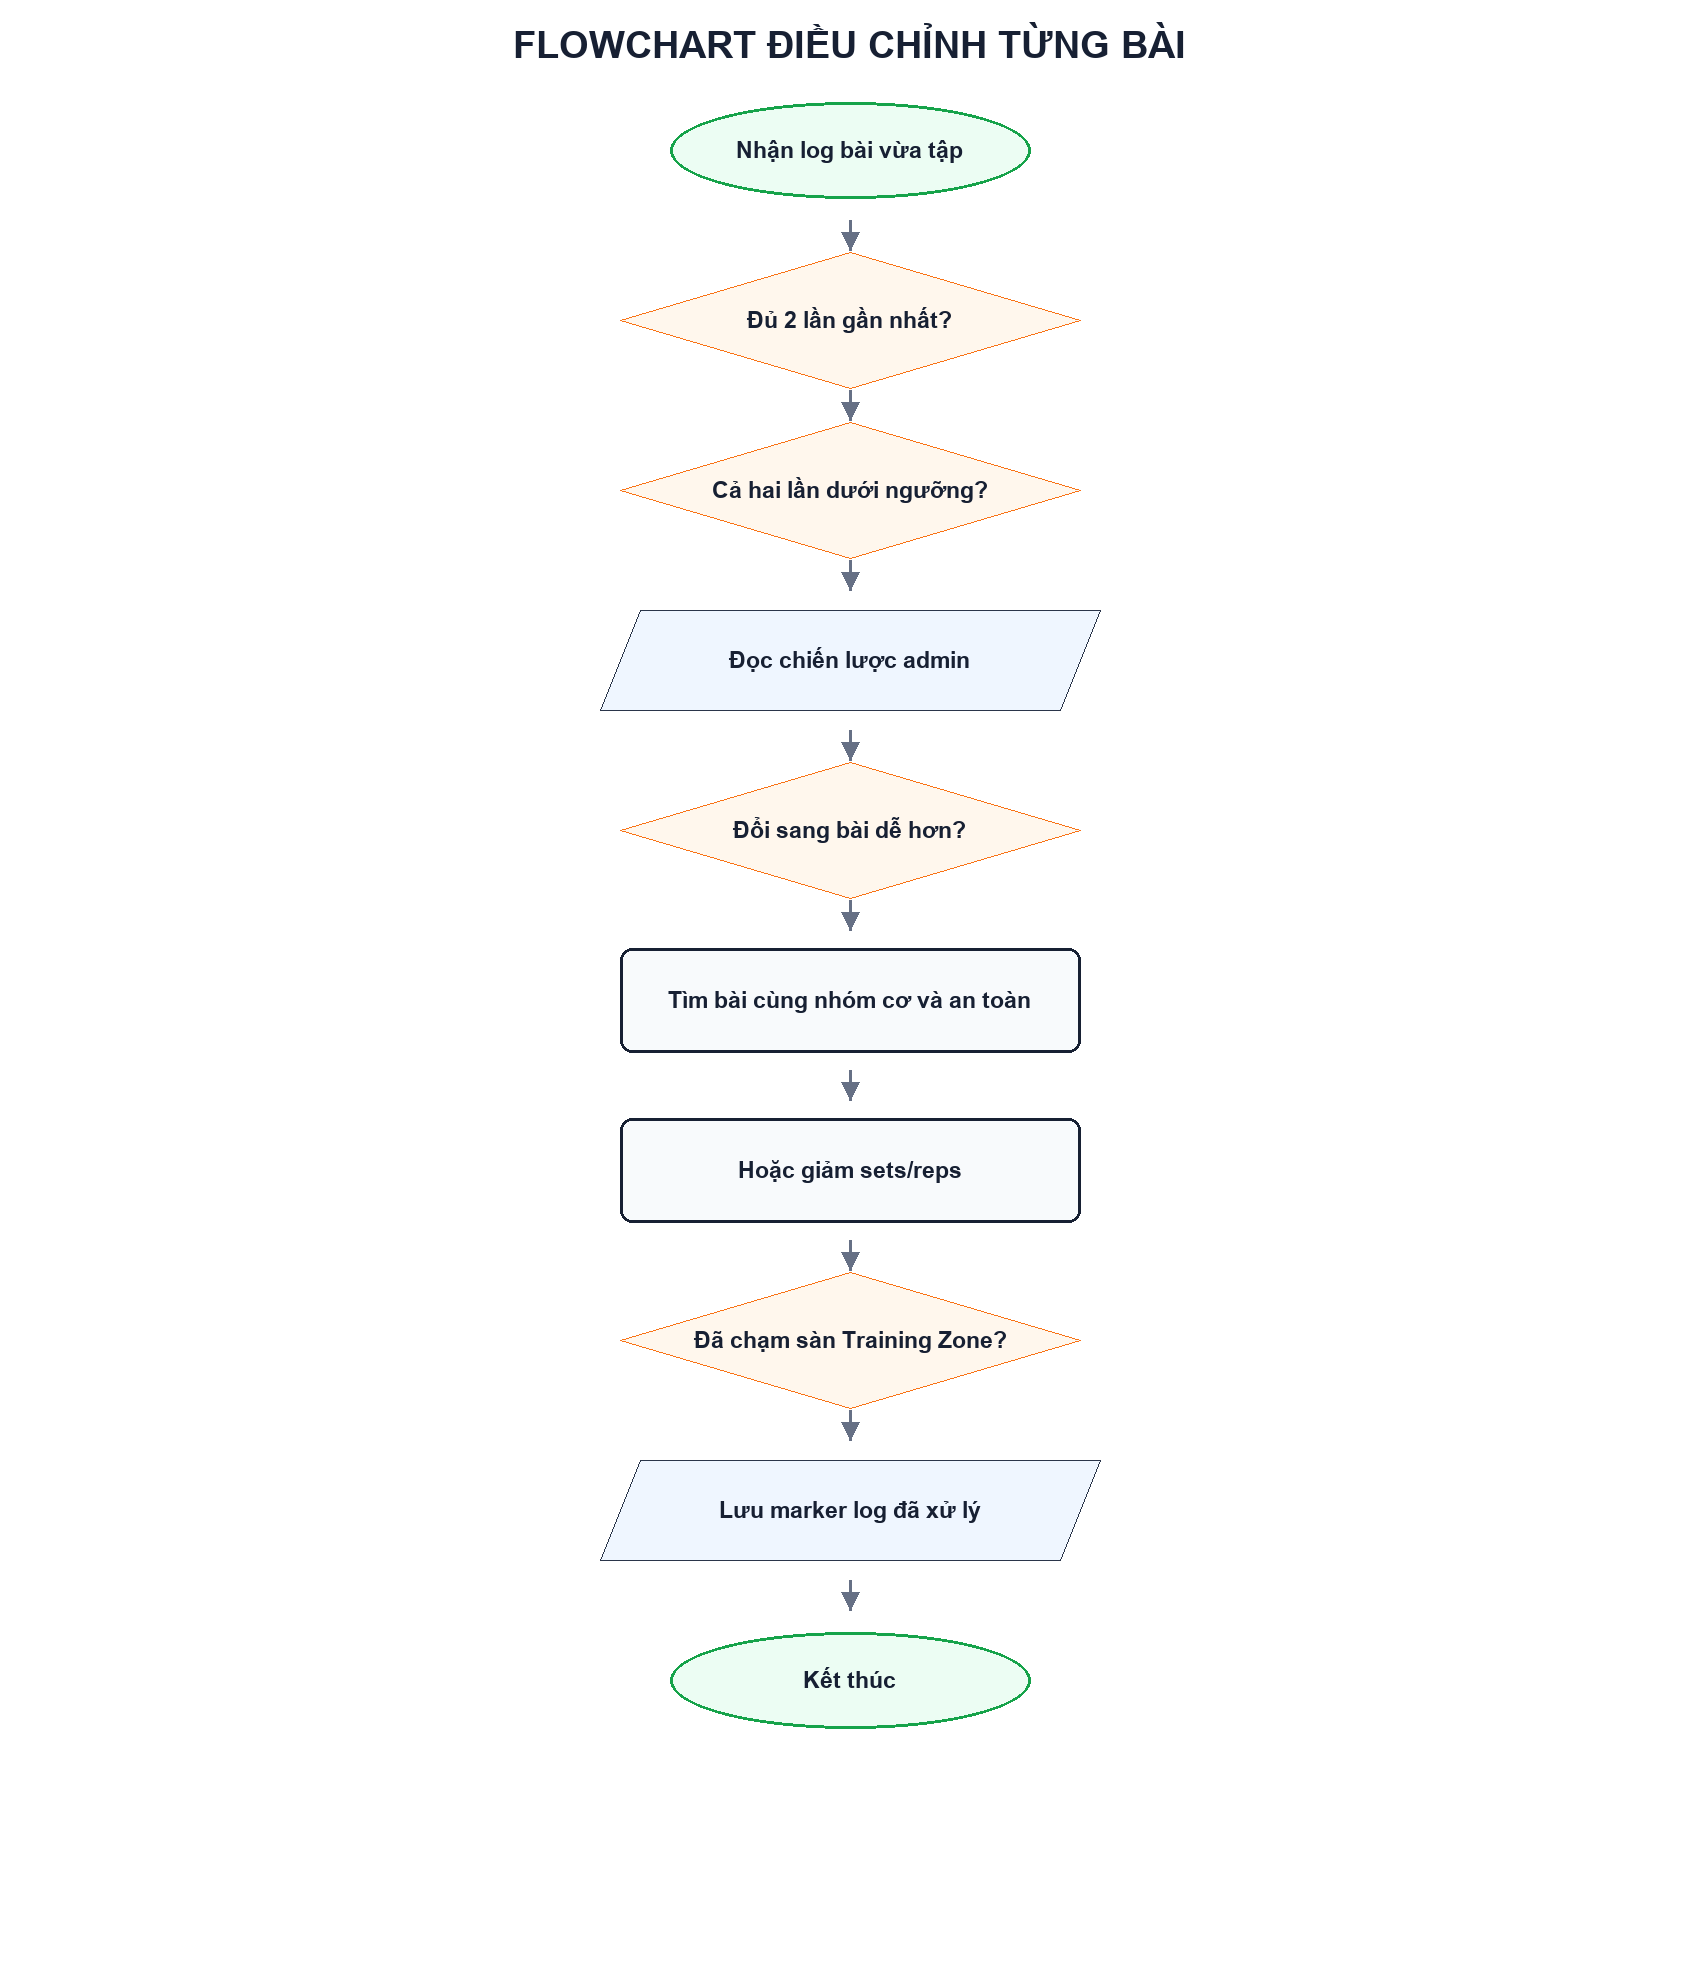 FLOWCHART ĐIỀU CHỈNH TỪNG BÀI
Nhận log bài vừa tập
Đủ 2 lần gần nhất?
Cả hai lần dưới ngưỡng?
Đọc chiến lược admin
Đổi sang bài dễ hơn?
Tìm bài cùng nhóm cơ và an toàn
Hoặc giảm sets/reps
Đã chạm sàn Training Zone?
Lưu marker log đã xử lý
Kết thúc